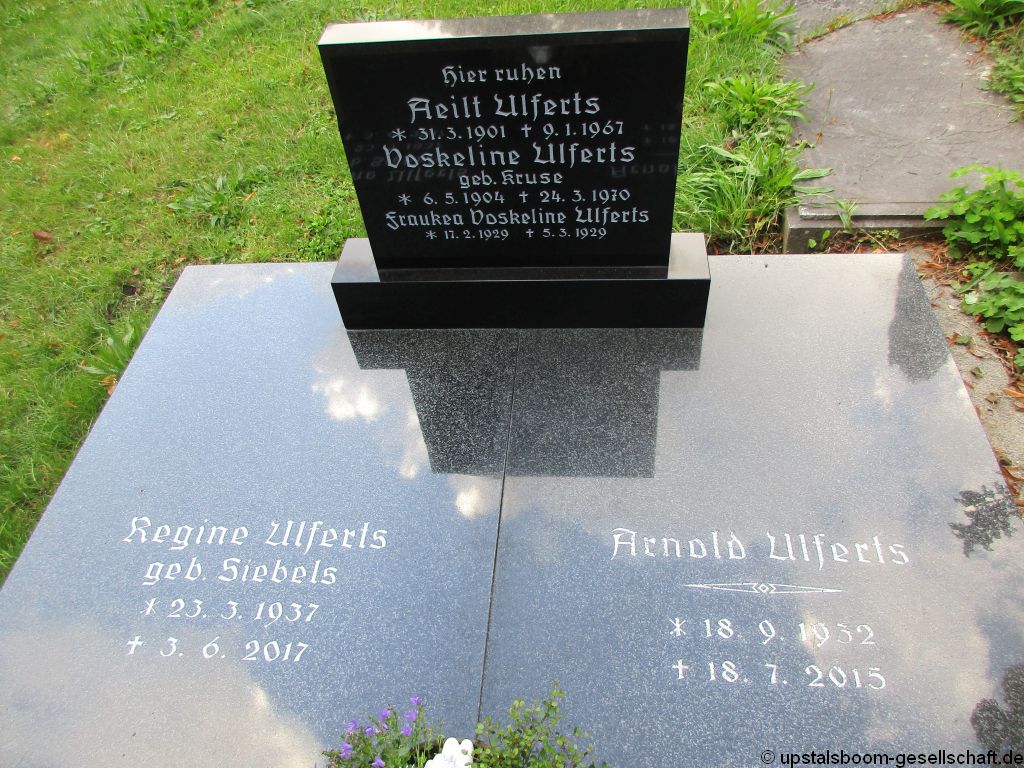 Hier ruhen
Aeilt Ulferts
* 31. 3. 1901 † 9. 1. 1967
Voskeline Ulferts
geb. Kruse
* 6. 5. 1904 † 24. 3. 1970
Frauken Voskeline Ulferts
* 17. 2. 1929 † 5. 3. 1929
Regine Ulferts
geb. Siebels
* 23. 3. 1937
† 3. 6. 2017
Arnold Ulferts
* 18. 9. 1932
† 18. 7. 2015
© upstalsboom-gesellschaft.de